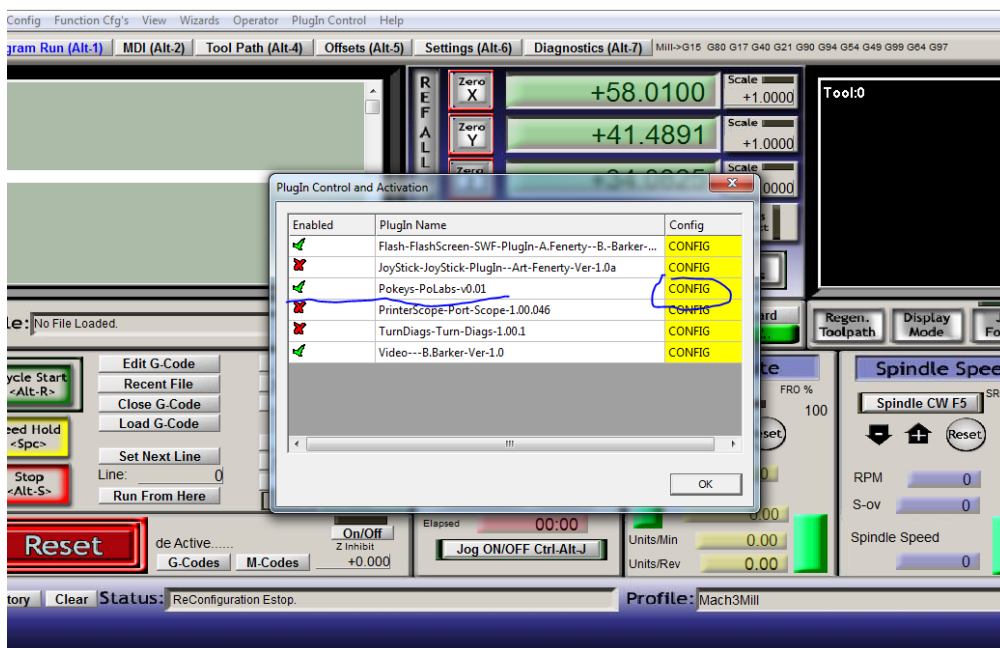 Config Function Cfg's View Wizards Operator PlugIn Control Help
gram Run (Alt-1) MDI (Alt-2) Tool Path (Alt-4) Offsets (Alt-5) Settings (Alt-6) Diagnostics (Alt-7) Mill->G15 G80 G17 G40 G21 G90 G94 G54 G49 G99 G64 G97
REF ALL
Zero X +58.0100 Scale +1.0000
Zero Y +41.4891 Scale +1.0000
Zero Scale
Tool:0
PlugIn Control and Activation
Enabled PlugIn Name Config
Flash-FlashScreen-SWF-PlugIn-A.Fenerty--B.-Barker-... CONFIG
JoyStick-JoyStick-PlugIn--Art-Fenerty-Ver-1.0a CONFIG
Pokeys-PoLabs-v0.01 CONFIG
PrinterScope-Port-Scope-1.00.046 CONFIG
TurnDiags-Turn-Diags-1.00.1 CONFIG
Video---B.Barker-Ver-1.0 CONFIG
OK
le: No File Loaded.
Regen. Toolpath Display Mode
ycle Start <Alt-R>
eed Hold <Spc>
Stop <Alt-S>
Edit G-Code
Recent File
Close G-Code
Load G-Code
Set Next Line
Line: 0
Run From Here
FRO %
100
Spindle Spee
Spindle CW F5 SR
Reset
RPM 0
S-ov 0
Spindle Speed
0
Reset
de Active......
G-Codes M-Codes
On/Off
Z Inhibit
+0.000
Elapsed 00:00
Jog ON/OFF Ctrl-Alt-J
0.00
Units/Min 0.00
Units/Rev 0.00
tory Clear Status: ReConfiguration Estop. Profile: Mach3Mill